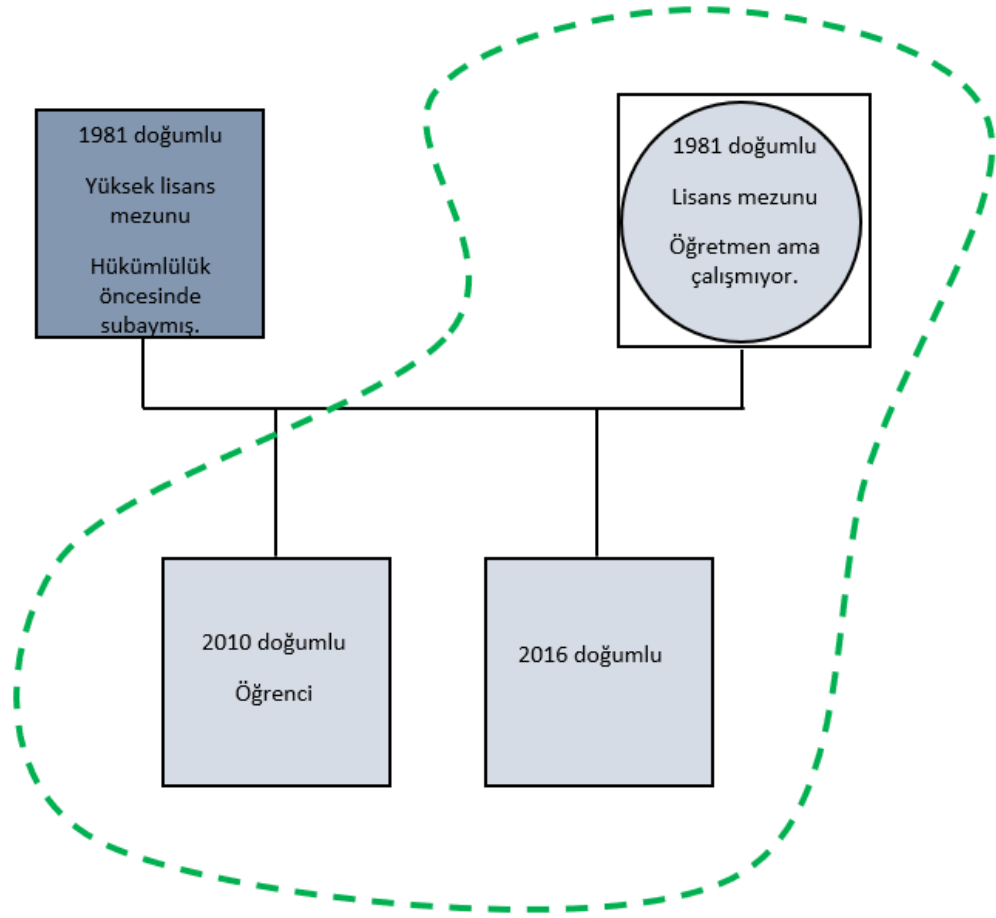 1981 doğumlu
Yüksek lisans
mezunu
Hükümlülük
öncesinde
subaymış.
1981 doğumlu
Lisans mezunu
Öğretmen ama
çalışmıyor.
2010 doğumlu
Öğrenci
2016 doğumlu